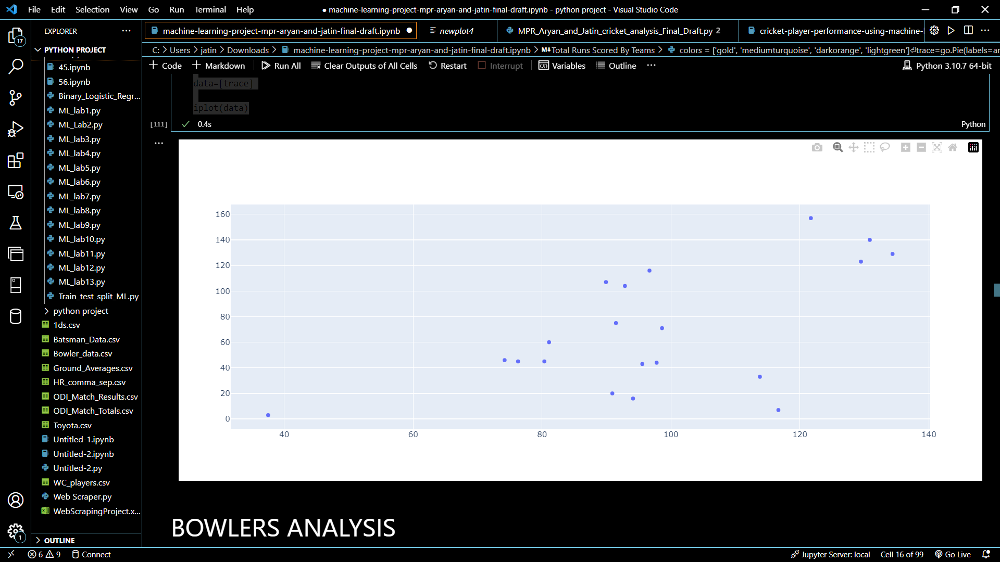 File Edit Selection View Go Run Terminal Help
● machine-learning-project-mpr-aryan-and-jatin-final-draft.ipynb - python project - Visual Studio Code
EXPLORER
machine-learning-project-mpr-aryan-and-jatin-final-draft.ipynb
newplot4
MPR_Aryan_and_Jatin_cricket_analysis_Final_Draft.py 2
cricket-player-performance-using-machine-
C: > Users > jatin > Downloads > machine-learning-project-mpr-aryan-and-jatin-final-draft.ipynb > M↓Total Runs Scored By Teams > colors = ['gold', 'mediumturquoise', 'darkorange', 'lightgreen']⏎trace=go.Pie(labels=ar
+ Code + Markdown Run All Clear Outputs of All Cells Restart Interrupt Variables Outline ···
Python 3.10.7 64-bit
17
PYTHON PROJECT
45.ipynb
56.ipynb
Binary_Logistic_Regr...
ML_lab1.py
ML_Lab2.py
ML_lab3.py
ML_lab4.py
ML_lab5.py
ML_lab6.py
ML_lab7.py
ML_lab8.py
ML_lab9.py
ML_lab10.py
ML_lab11.py
ML_lab12.py
ML_lab13.py
Train_test_split_ML.py
python project
1ds.csv
Batsman_Data.csv
Bowler_data.csv
Ground_Averages.csv
HR_comma_sep.csv
ODI_Match_Results.csv
ODI_Match_Totals.csv
Toyota.csv
Untitled-1.ipynb
Untitled-2.ipynb
Untitled-2.py
WC_players.csv
Web Scraper.py
WebScrapingProject.x...
OUTLINE
1
data=[trace]
iplot(data)
[111] ✓ 0.4s
Python
160
140
120
100
80
60
40
20
0
40 60 80 100 120 140
BOWLERS ANALYSIS
6 9 Connect
Jupyter Server: local Cell 16 of 99 Go Live